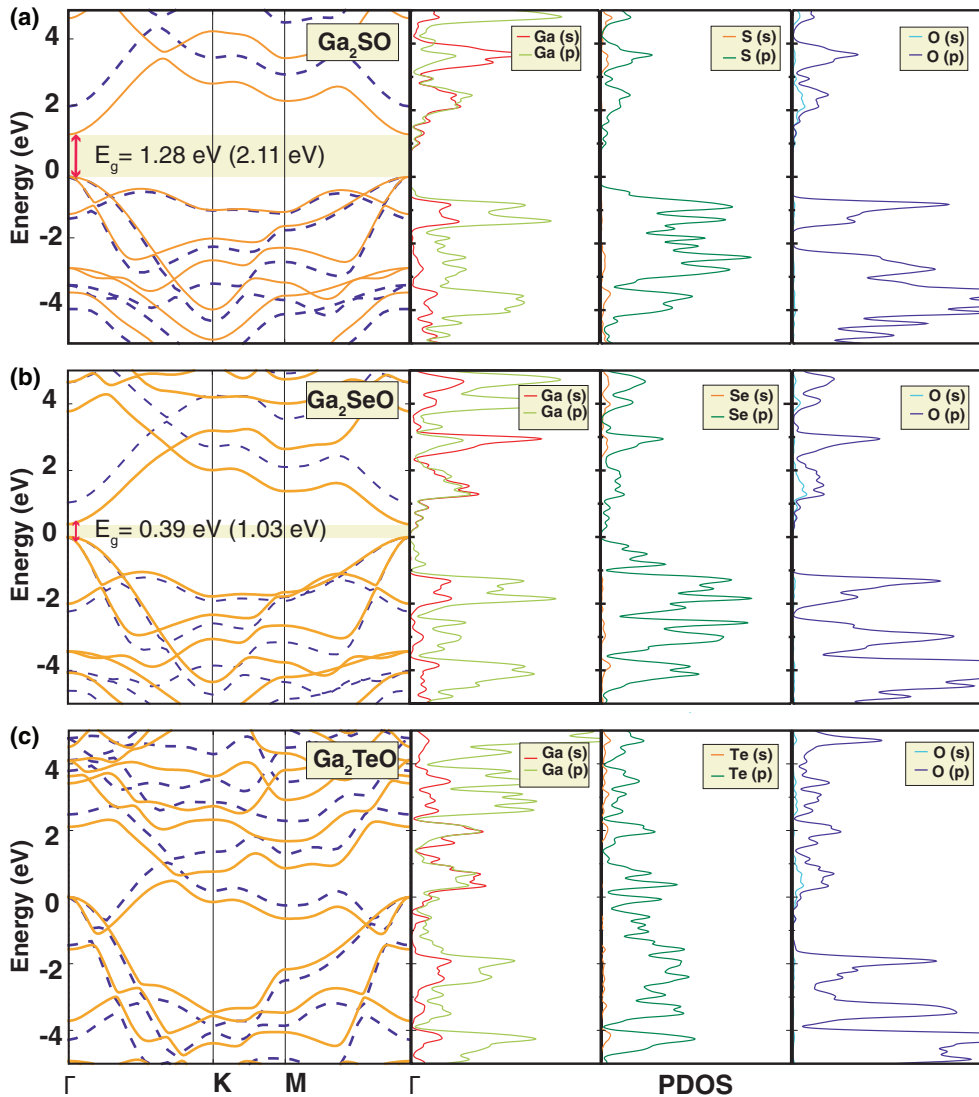 (a)
Ga₂SO
Ga (s)
Ga (p)
S (s)
S (p)
O (s)
O (p)
4
2
0
-2
-4
Energy (eV)
E_g= 1.28 eV (2.11 eV)
(b)
Ga₂SeO
Ga (s)
Ga (p)
Se (s)
Se (p)
O (s)
O (p)
4
2
0
-2
-4
Energy (eV)
E_g= 0.39 eV (1.03 eV)
(c)
Ga₂TeO
Ga (s)
Ga (p)
Te (s)
Te (p)
O (s)
O (p)
4
2
0
-2
-4
Energy (eV)
Γ K M Γ PDOS